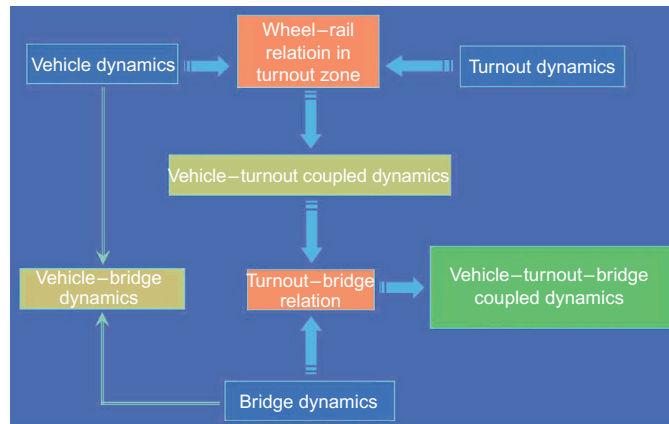 Wheel–rail
relatioin in
turnout zone
Vehicle dynamics
Turnout dynamics
Vehicle–turnout coupled dynamics
Vehicle–bridge
dynamics
Turnout–bridge
relation
Vehicle–turnout–bridge
coupled dynamics
Bridge dynamics